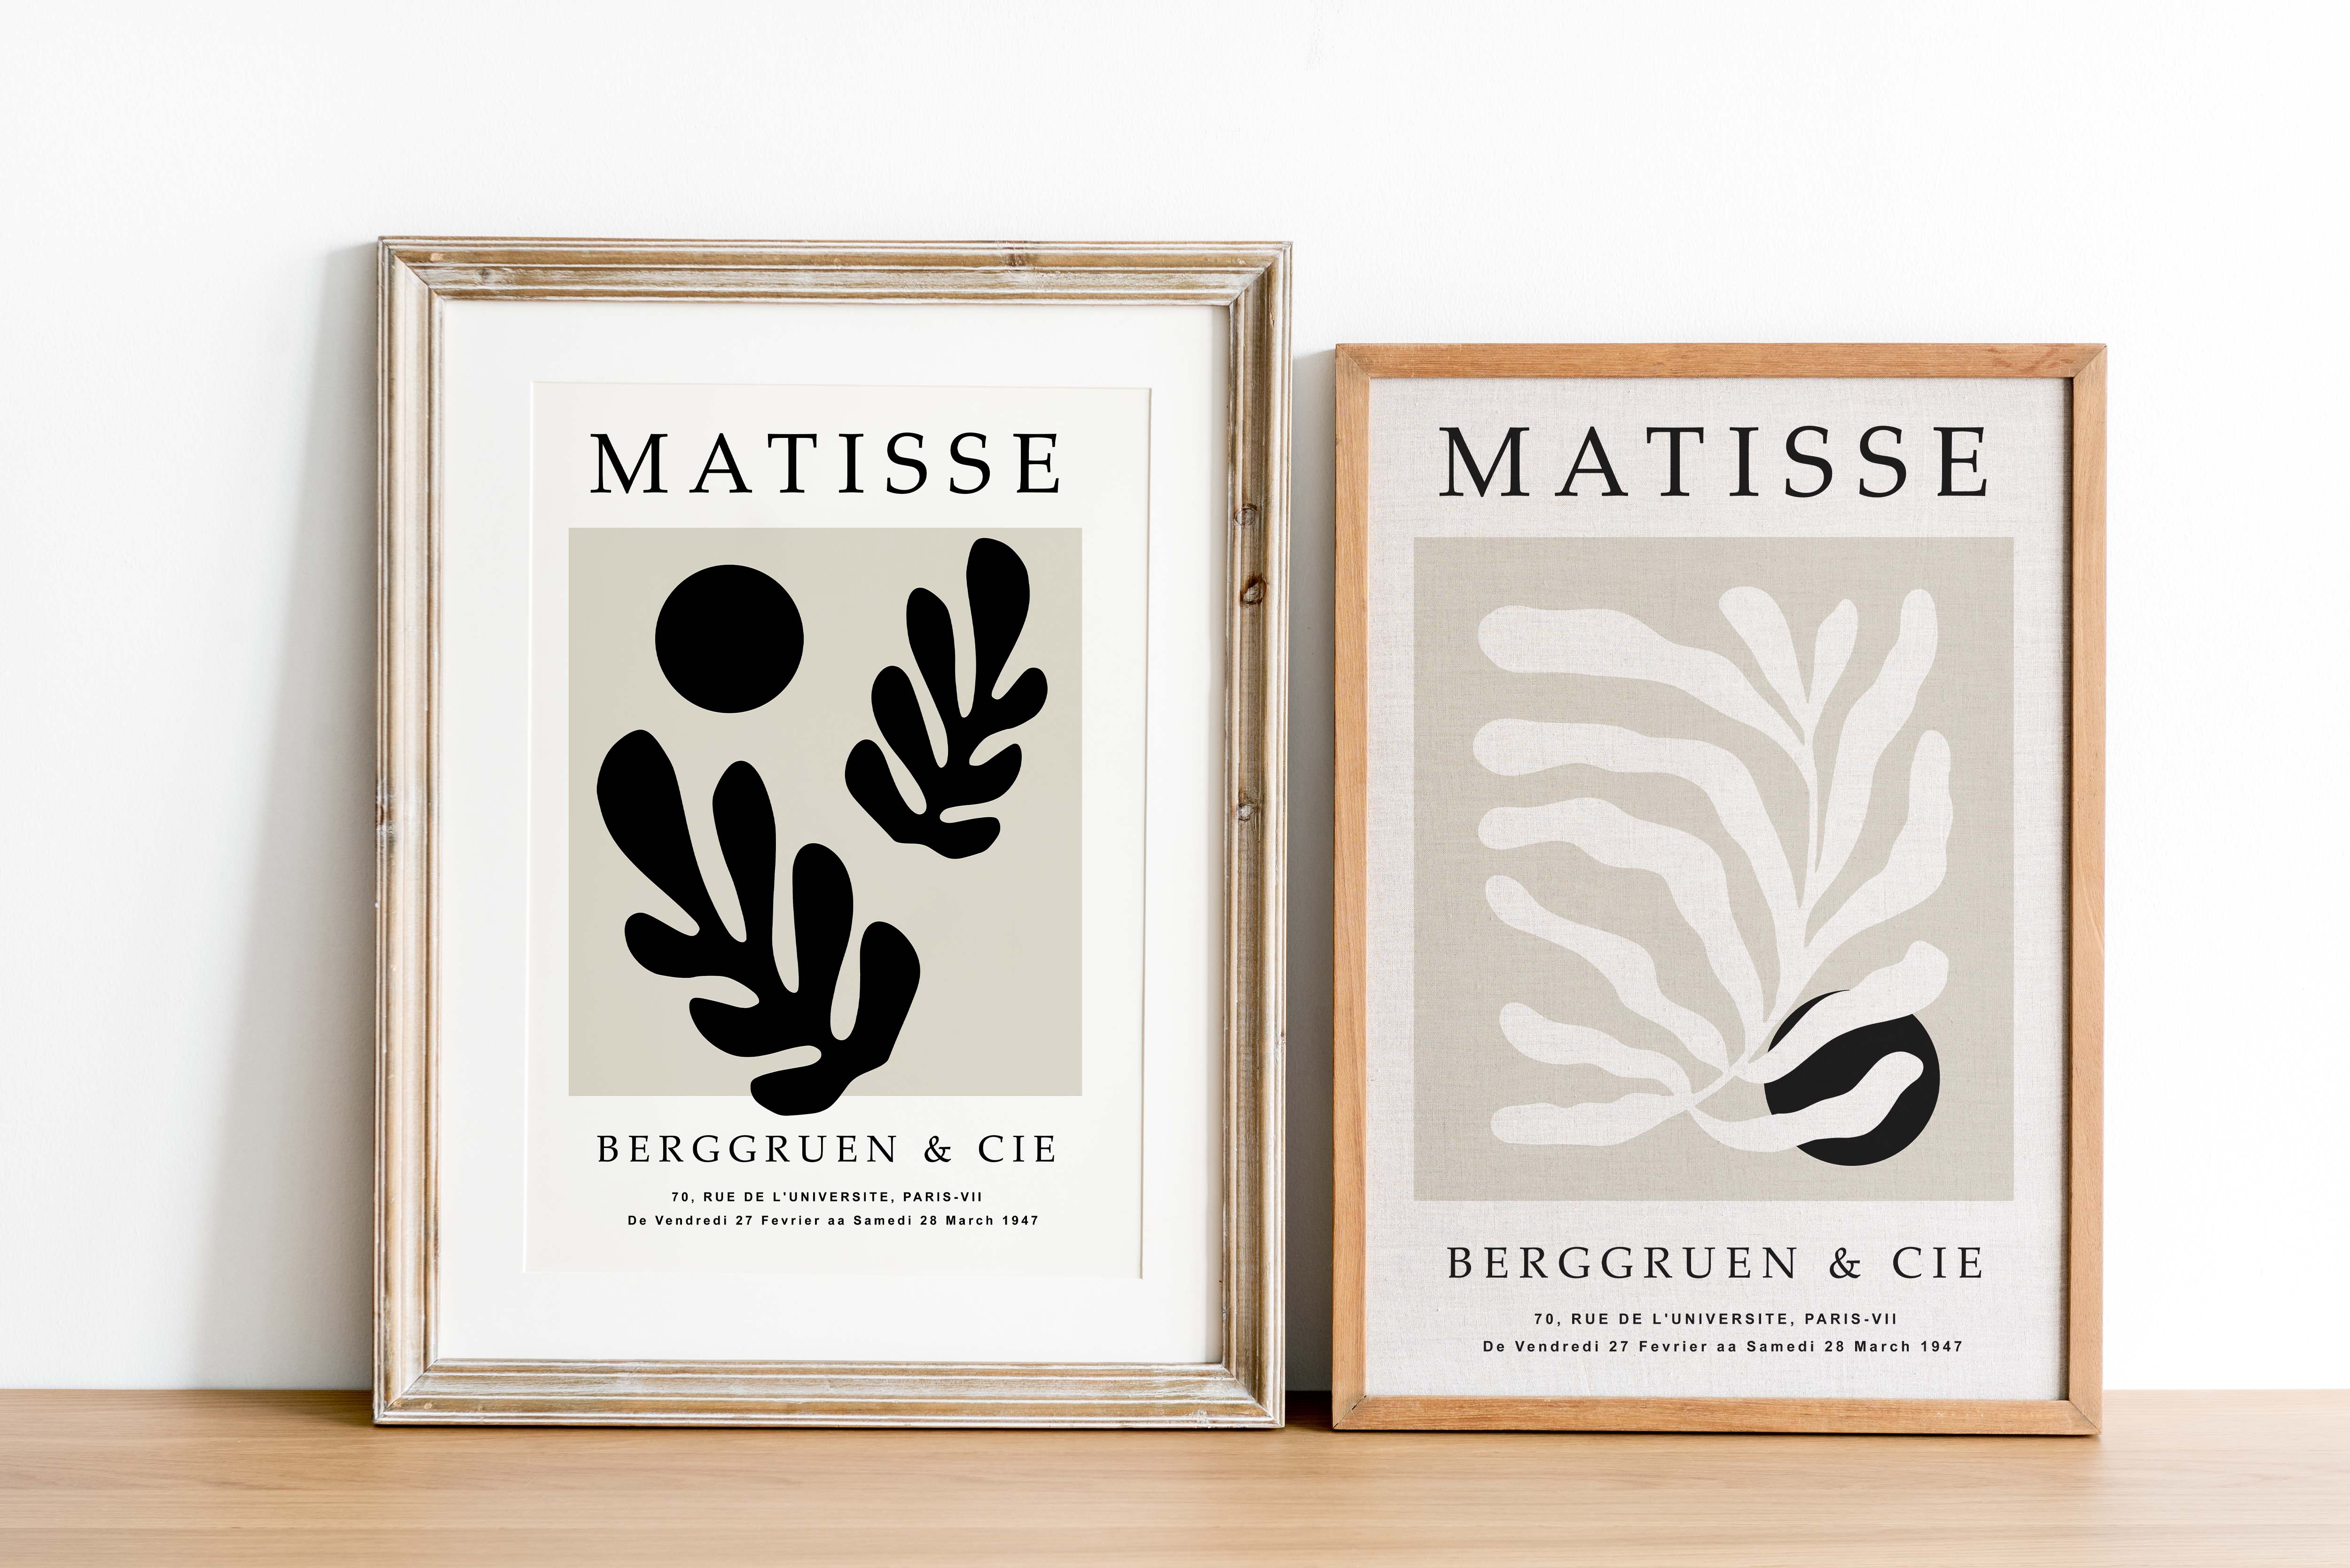 MATISSE
BERGGRUEN & CIE
70, RUE DE L'UNIVERSITE, PARIS-VII
De Vendredi 27 Fevrier aa Samedi 28 March 1947
MATISSE
BERGGRUEN & CIE
70, RUE DE L'UNIVERSITE, PARIS-VII
De Vendredi 27 Fevrier aa Samedi 28 March 1947